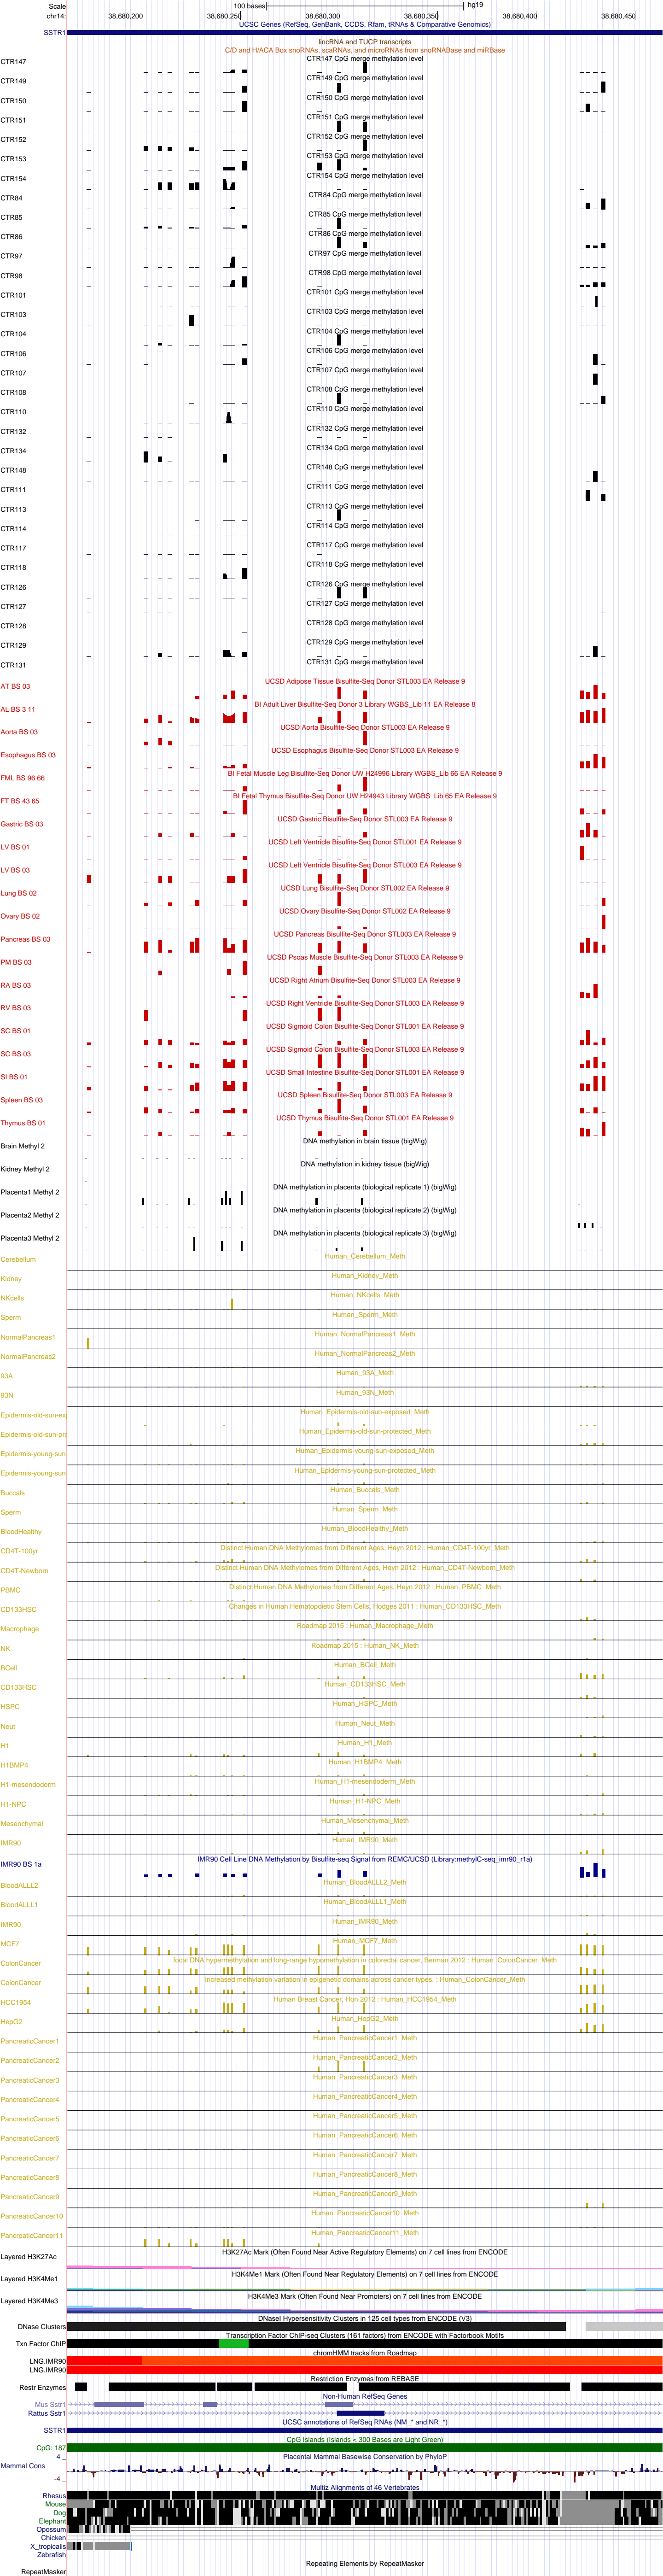 Scale 100 bases hg19
chr14: 38,680,200 38,680,250 38,680,300 38,680,350 38,680,400 38,680,450
UCSC Genes (RefSeq, GenBank, CCDS, Rfam, tRNAs & Comparative Genomics)
SSTR1
lincRNA and TUCP transcripts
C/D and H/ACA Box snoRNAs, scaRNAs, and microRNAs from snoRNABase and miRBase
CTR147 CpG merge methylation level
CTR147
CTR149 CpG merge methylation level
CTR149
CTR150 CpG merge methylation level
CTR150
CTR151 CpG merge methylation level
CTR151
CTR152 CpG merge methylation level
CTR152
CTR153 CpG merge methylation level
CTR153
CTR154 CpG merge methylation level
CTR154
CTR84 CpG merge methylation level
CTR84
CTR85 CpG merge methylation level
CTR85
CTR86 CpG merge methylation level
CTR86
CTR97 CpG merge methylation level
CTR97
CTR98 CpG merge methylation level
CTR98
CTR101 CpG merge methylation level
CTR101
CTR103 CpG merge methylation level
CTR103
CTR104 CpG merge methylation level
CTR104
CTR106 CpG merge methylation level
CTR106
CTR107 CpG merge methylation level
CTR107
CTR108 CpG merge methylation level
CTR108
CTR110 CpG merge methylation level
CTR110
CTR132 CpG merge methylation level
CTR132
CTR134 CpG merge methylation level
CTR134
CTR148 CpG merge methylation level
CTR148
CTR111 CpG merge methylation level
CTR111
CTR113 CpG merge methylation level
CTR113
CTR114 CpG merge methylation level
CTR114
CTR117 CpG merge methylation level
CTR117
CTR118 CpG merge methylation level
CTR118
CTR126 CpG merge methylation level
CTR126
CTR127 CpG merge methylation level
CTR127
CTR128 CpG merge methylation level
CTR128
CTR129 CpG merge methylation level
CTR129
CTR131 CpG merge methylation level
CTR131
UCSD Adipose Tissue Bisulfite-Seq Donor STL003 EA Release 9
AT BS 03
BI Adult Liver Bisulfite-Seq Donor 3 Library WGBS_Lib 11 EA Release 8
AL BS 3 11
UCSD Aorta Bisulfite-Seq Donor STL003 EA Release 9
Aorta BS 03
UCSD Esophagus Bisulfite-Seq Donor STL003 EA Release 9
Esophagus BS 03
BI Fetal Muscle Leg Bisulfite-Seq Donor UW H24996 Library WGBS_Lib 66 EA Release 9
FML BS 96 66
BI Fetal Thymus Bisulfite-Seq Donor UW H24943 Library WGBS_Lib 65 EA Release 9
FT BS 43 65
UCSD Gastric Bisulfite-Seq Donor STL003 EA Release 9
Gastric BS 03
UCSD Left Ventricle Bisulfite-Seq Donor STL001 EA Release 9
LV BS 01
UCSD Left Ventricle Bisulfite-Seq Donor STL003 EA Release 9
LV BS 03
UCSD Lung Bisulfite-Seq Donor STL002 EA Release 9
Lung BS 02
UCSD Ovary Bisulfite-Seq Donor STL002 EA Release 9
Ovary BS 02
UCSD Pancreas Bisulfite-Seq Donor STL003 EA Release 9
Pancreas BS 03
UCSD Psoas Muscle Bisulfite-Seq Donor STL003 EA Release 9
PM BS 03
UCSD Right Atrium Bisulfite-Seq Donor STL003 EA Release 9
RA BS 03
UCSD Right Ventricle Bisulfite-Seq Donor STL003 EA Release 9
RV BS 03
UCSD Sigmoid Colon Bisulfite-Seq Donor STL001 EA Release 9
SC BS 01
UCSD Sigmoid Colon Bisulfite-Seq Donor STL003 EA Release 9
SC BS 03
UCSD Small Intestine Bisulfite-Seq Donor STL001 EA Release 9
SI BS 01
UCSD Spleen Bisulfite-Seq Donor STL003 EA Release 9
Spleen BS 03
UCSD Thymus Bisulfite-Seq Donor STL001 EA Release 9
Thymus BS 01
DNA methylation in brain tissue (bigWig)
Brain Methyl 2
DNA methylation in kidney tissue (bigWig)
Kidney Methyl 2
DNA methylation in placenta (biological replicate 1) (bigWig)
Placenta1 Methyl 2
DNA methylation in placenta (biological replicate 2) (bigWig)
Placenta2 Methyl 2
DNA methylation in placenta (biological replicate 3) (bigWig)
Placenta3 Methyl 2
Human_Cerebellum_Meth
Cerebellum
Human_Kidney_Meth
Kidney
Human_NKcells_Meth
NKcells
Human_Sperm_Meth
Sperm
Human_NormalPancreas1_Meth
NormalPancreas1
Human_NormalPancreas2_Meth
NormalPancreas2
Human_93A_Meth
93A
Human_93N_Meth
93N
Human_Epidermis-old-sun-exposed_Meth
Epidermis-old-sun-ex
Human_Epidermis-old-sun-protected_Meth
Epidermis-old-sun-pr
Human_Epidermis-young-sun-exposed_Meth
Epidermis-young-sun
Human_Epidermis-young-sun-protected_Meth
Epidermis-young-sun
Human_Buccals_Meth
Buccals
Human_Sperm_Meth
Sperm
Human_BloodHealthy_Meth
BloodHealthy
Distinct Human DNA Methylomes from Different Ages, Heyn 2012 : Human_CD4T-100yr_Meth
CD4T-100yr
Distinct Human DNA Methylomes from Different Ages, Heyn 2012 : Human_CD4T-Newborn_Meth
CD4T-Newborn
Distinct Human DNA Methylomes from Different Ages, Heyn 2012 : Human_PBMC_Meth
PBMC
Changes in Human Hematopoietic Stem Cells, Hodges 2011 : Human_CD133HSC_Meth
CD133HSC
Roadmap 2015 : Human_Macrophage_Meth
Macrophage
Roadmap 2015 : Human_NK_Meth
NK
Human_BCell_Meth
BCell
Human_CD133HSC_Meth
CD133HSC
Human_HSPC_Meth
HSPC
Human_Neut_Meth
Neut
Human_H1_Meth
H1
Human_H1BMP4_Meth
H1BMP4
Human_H1-mesendoderm_Meth
H1-mesendoderm
Human_H1-NPC_Meth
H1-NPC
Human_Mesenchymal_Meth
Mesenchymal
Human_IMR90_Meth
IMR90
IMR90 Cell Line DNA Methylation by Bisulfite-seq Signal from REMC/UCSD (Library:methylC-seq_imr90_r1a)
IMR90 BS 1a
Human_BloodALLL2_Meth
BloodALLL2
Human_BloodALLL1_Meth
BloodALLL1
Human_IMR90_Meth
IMR90
Human_MCF7_Meth
MCF7
focal DNA hypermethylation and long-range hypomethylation in colorectal cancer, Berman 2012 : Human_ColonCancer_Meth
ColonCancer
Increased methylation variation in epigenetic domains across cancer types. : Human_ColonCancer_Meth
ColonCancer
Human Breast Cancer, Hon 2012 : Human_HCC1954_Meth
HCC1954
Human_HepG2_Meth
HepG2
Human_PancreaticCancer1_Meth
PancreaticCancer1
Human_PancreaticCancer2_Meth
PancreaticCancer2
Human_PancreaticCancer3_Meth
PancreaticCancer3
Human_PancreaticCancer4_Meth
PancreaticCancer4
Human_PancreaticCancer5_Meth
PancreaticCancer5
Human_PancreaticCancer6_Meth
PancreaticCancer6
Human_PancreaticCancer7_Meth
PancreaticCancer7
Human_PancreaticCancer8_Meth
PancreaticCancer8
Human_PancreaticCancer9_Meth
PancreaticCancer9
Human_PancreaticCancer10_Meth
PancreaticCancer10
Human_PancreaticCancer11_Meth
PancreaticCancer11
H3K27Ac Mark (Often Found Near Active Regulatory Elements) on 7 cell lines from ENCODE
Layered H3K27Ac
H3K4Me1 Mark (Often Found Near Regulatory Elements) on 7 cell lines from ENCODE
Layered H3K4Me1
H3K4Me3 Mark (Often Found Near Promoters) on 7 cell lines from ENCODE
Layered H3K4Me3
DNaseI Hypersensitivity Clusters in 125 cell types from ENCODE (V3)
DNase Clusters
Transcription Factor ChIP-seq Clusters (161 factors) from ENCODE with Factorbook Motifs
Txn Factor ChIP
chromHMM tracks from Roadmap
LNG.IMR90
LNG.IMR90
Restriction Enzymes from REBASE
Restr Enzymes
Non-Human RefSeq Genes
Mus Sstr1
Rattus Sstr1
UCSC annotations of RefSeq RNAs (NM_* and NR_*)
SSTR1
CpG Islands (Islands < 300 Bases are Light Green)
CpG: 187
Placental Mammal Basewise Conservation by PhyloP
4 _
Mammal Cons
-4 _
Multiz Alignments of 46 Vertebrates
Rhesus
Mouse
Dog
Elephant
Opossum
Chicken
X_tropicalis
Zebrafish
Repeating Elements by RepeatMasker
RepeatMasker